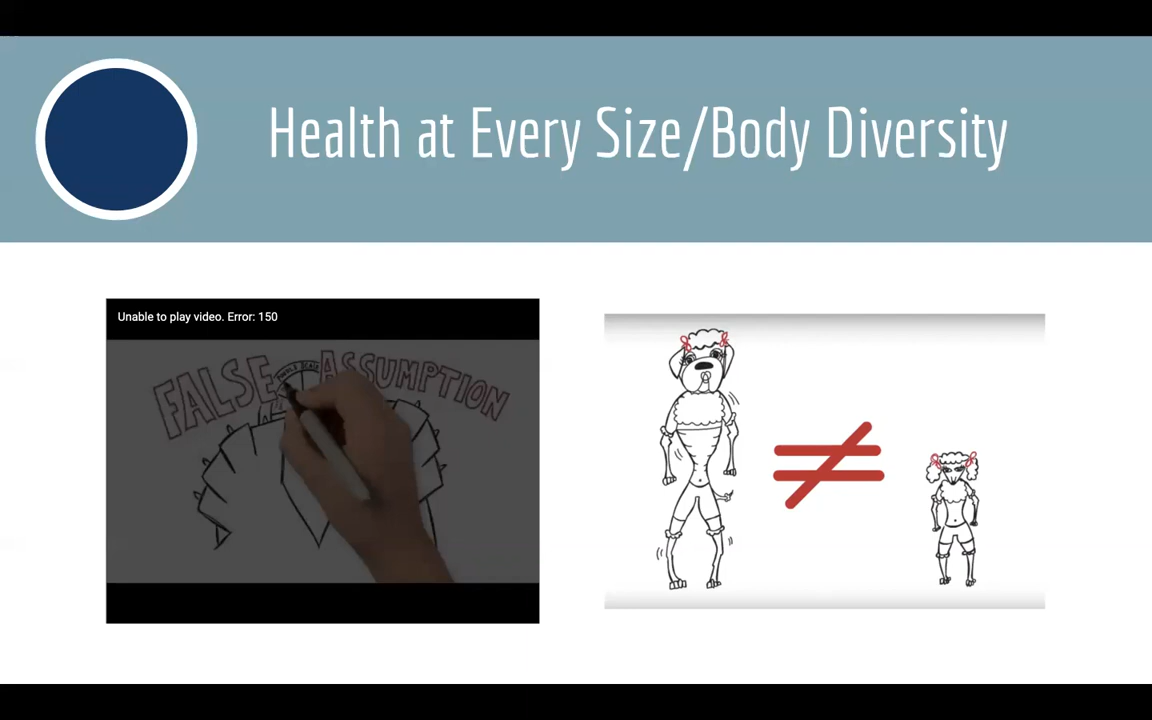 Health at Every Size/Body Diversity
Unable to play video. Error: 150
FALSE ASSUMPTION